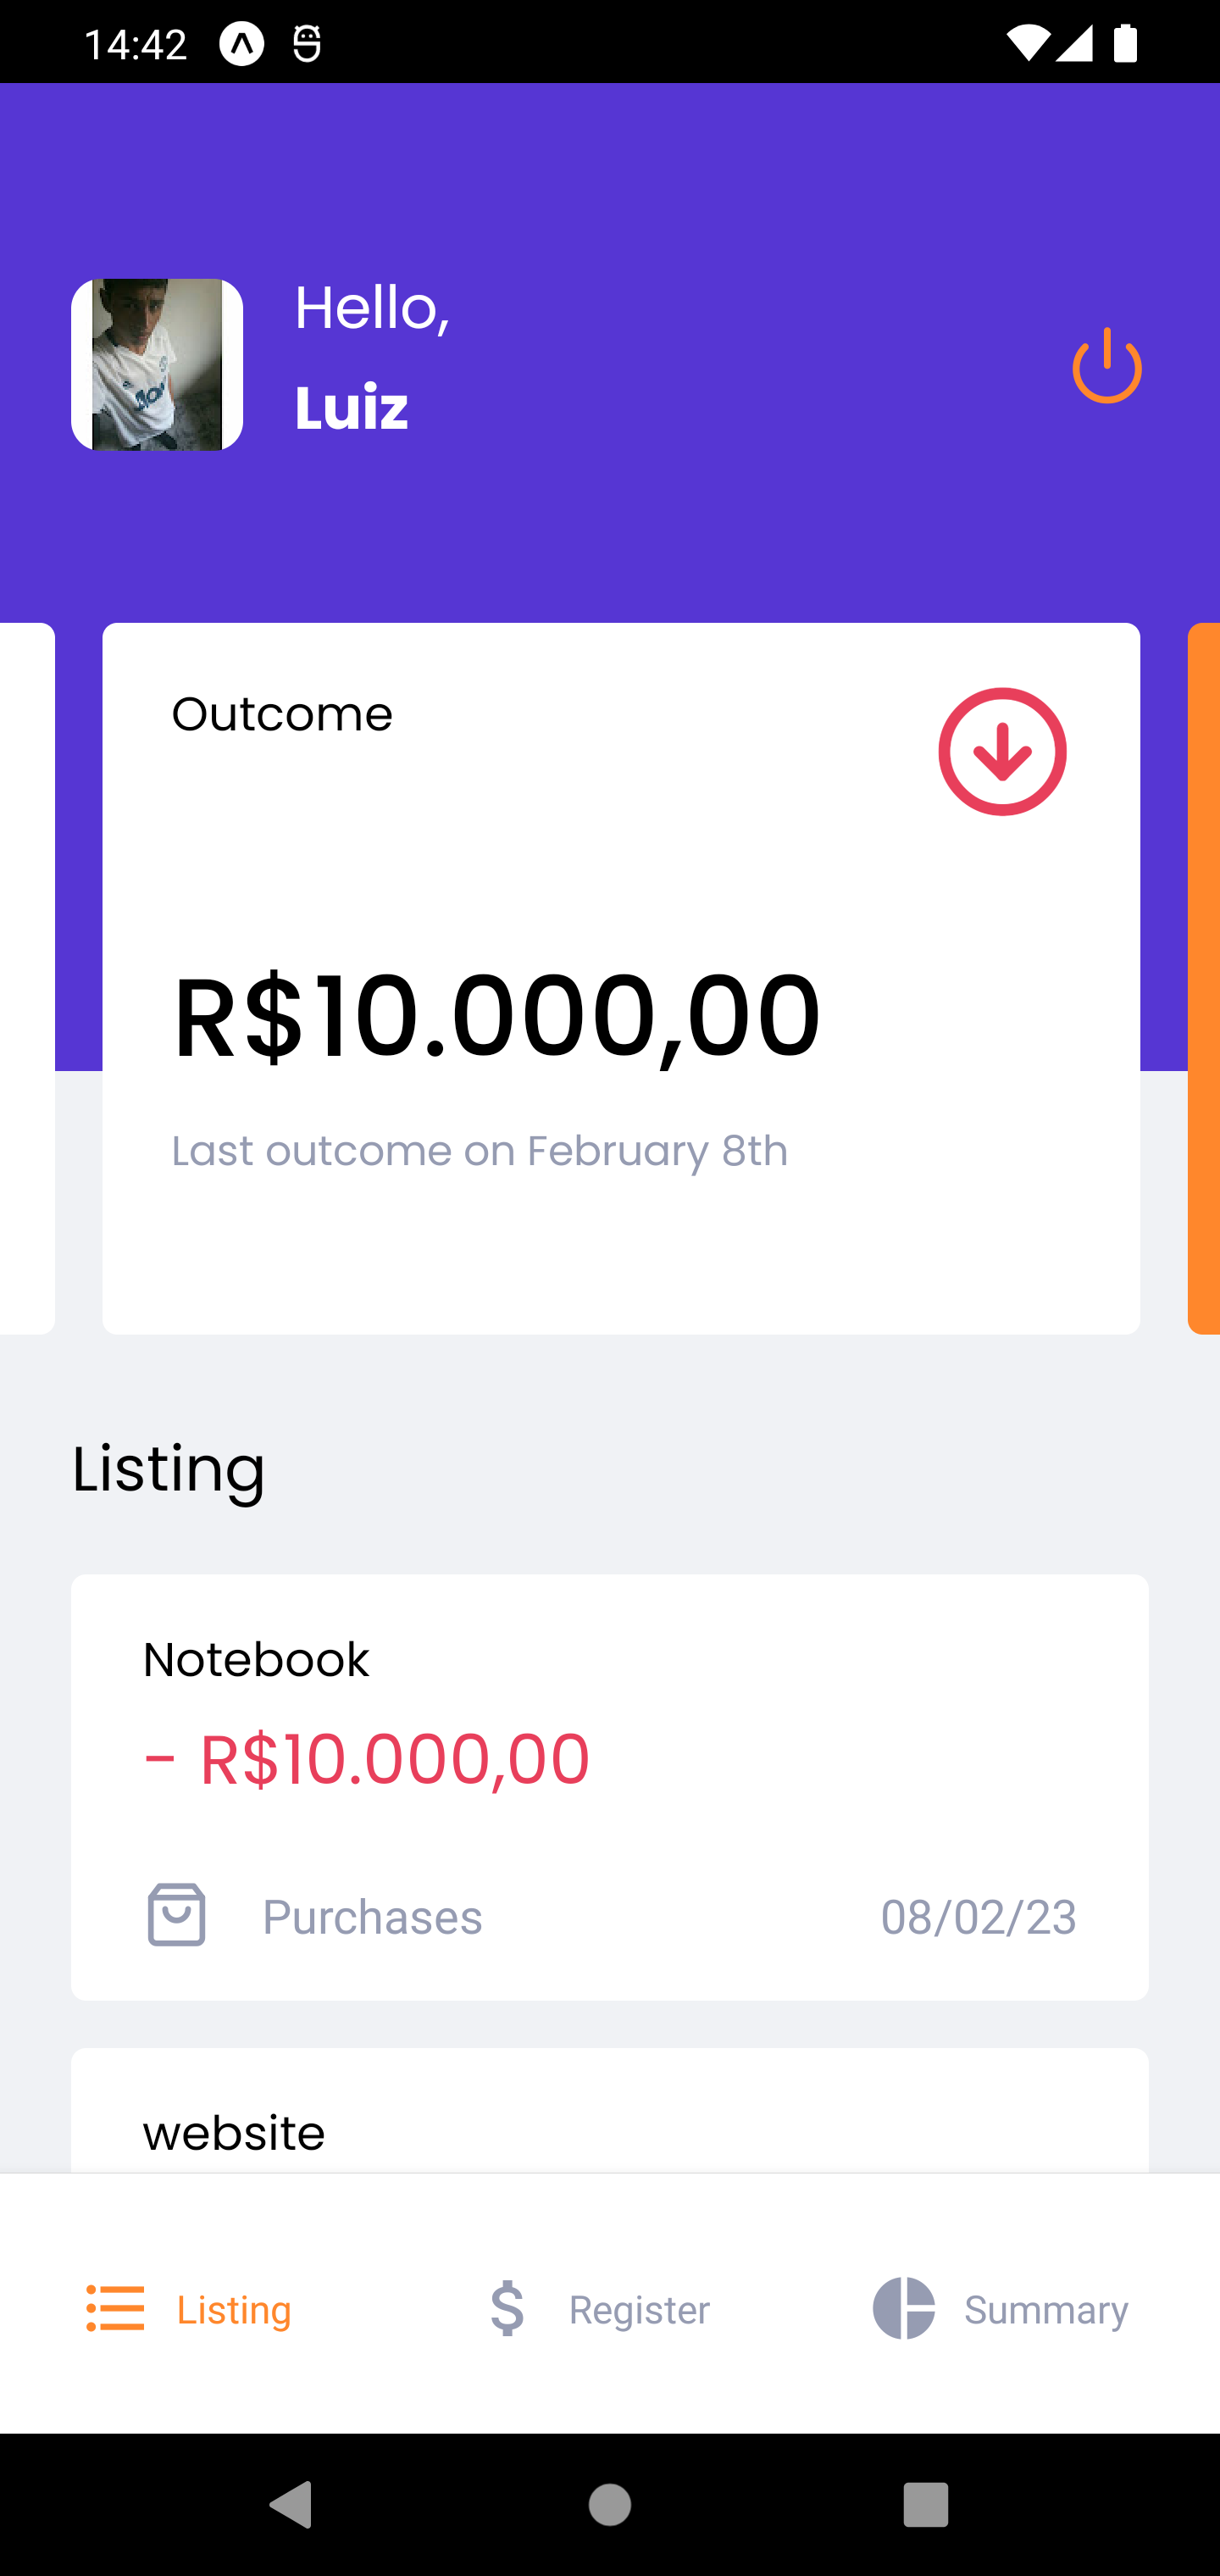 14:42
Hello,
Luiz
Outcome
R$10.000,00
Last outcome on February 8th
Listing
Notebook
- R$10.000,00
Purchases 08/02/23
website
Listing Register Summary